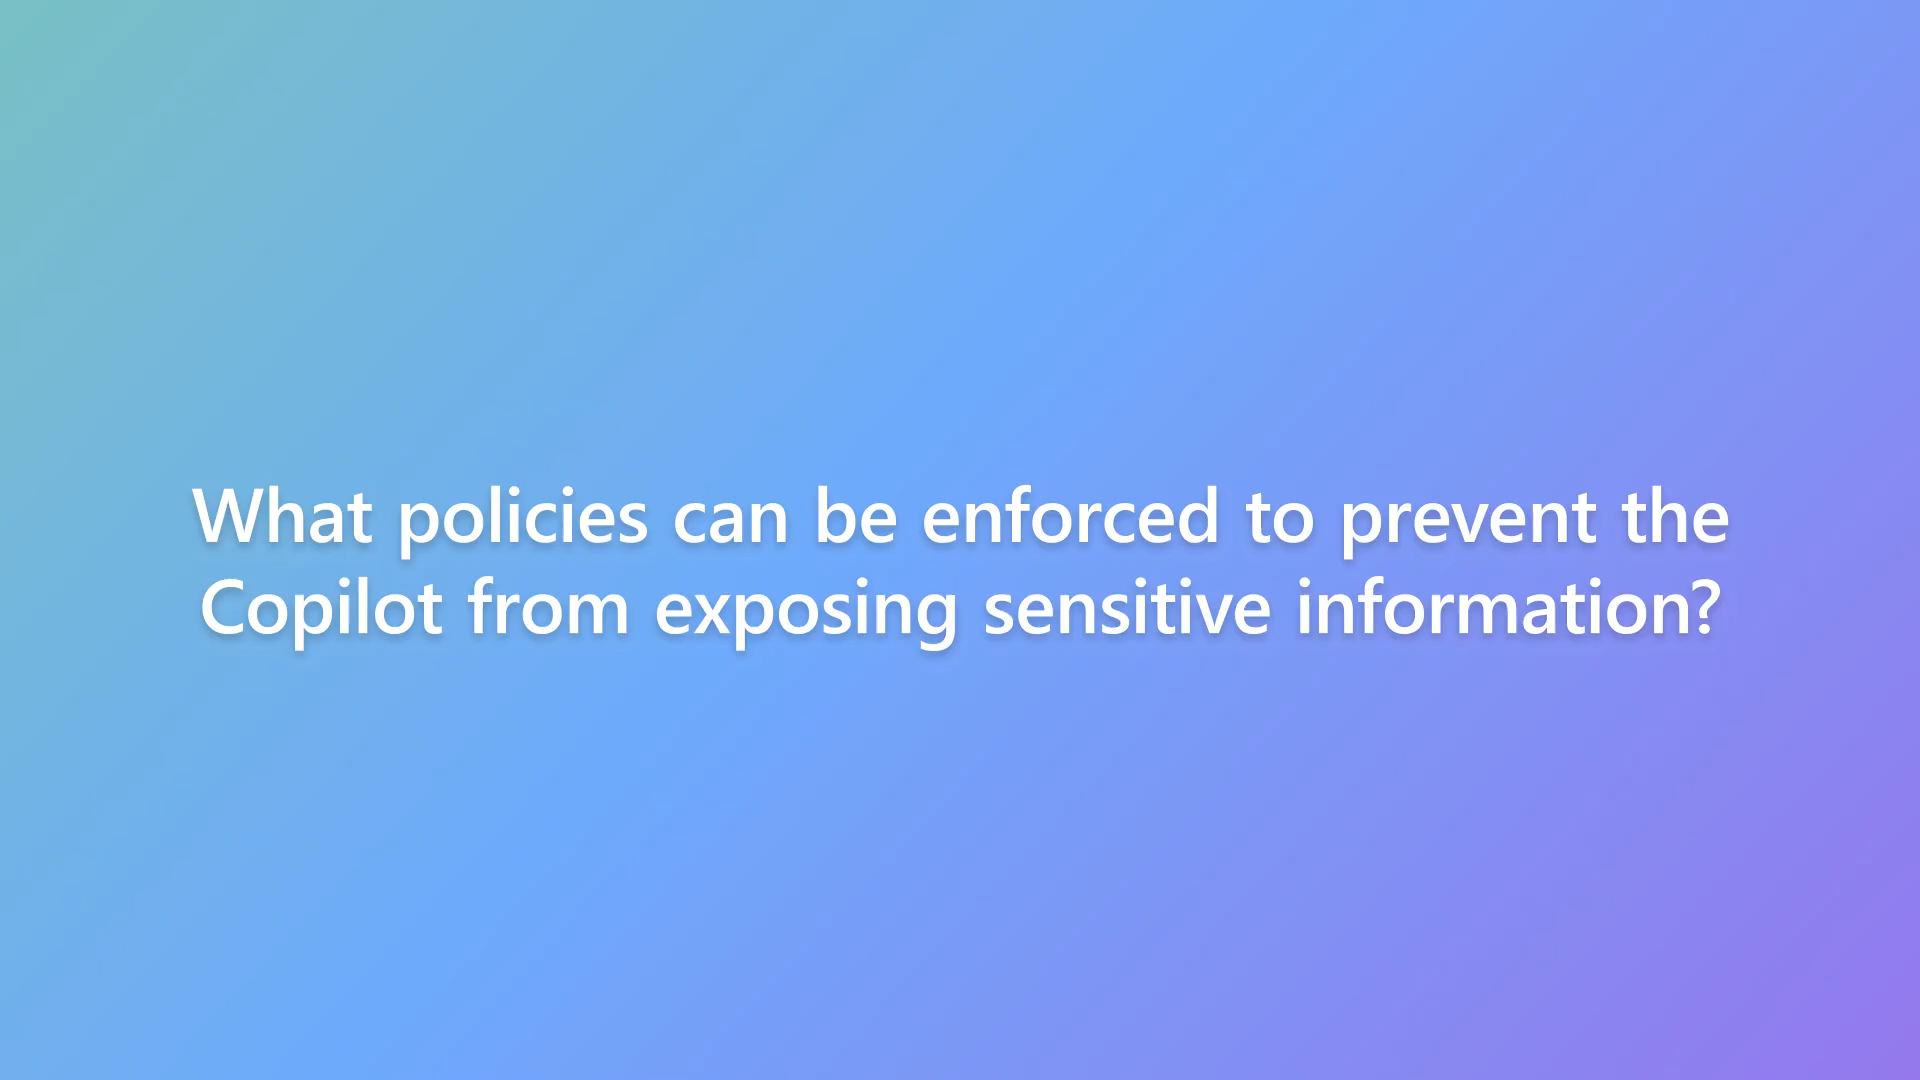 What policies can be enforced to prevent the
Copilot from exposing sensitive information?